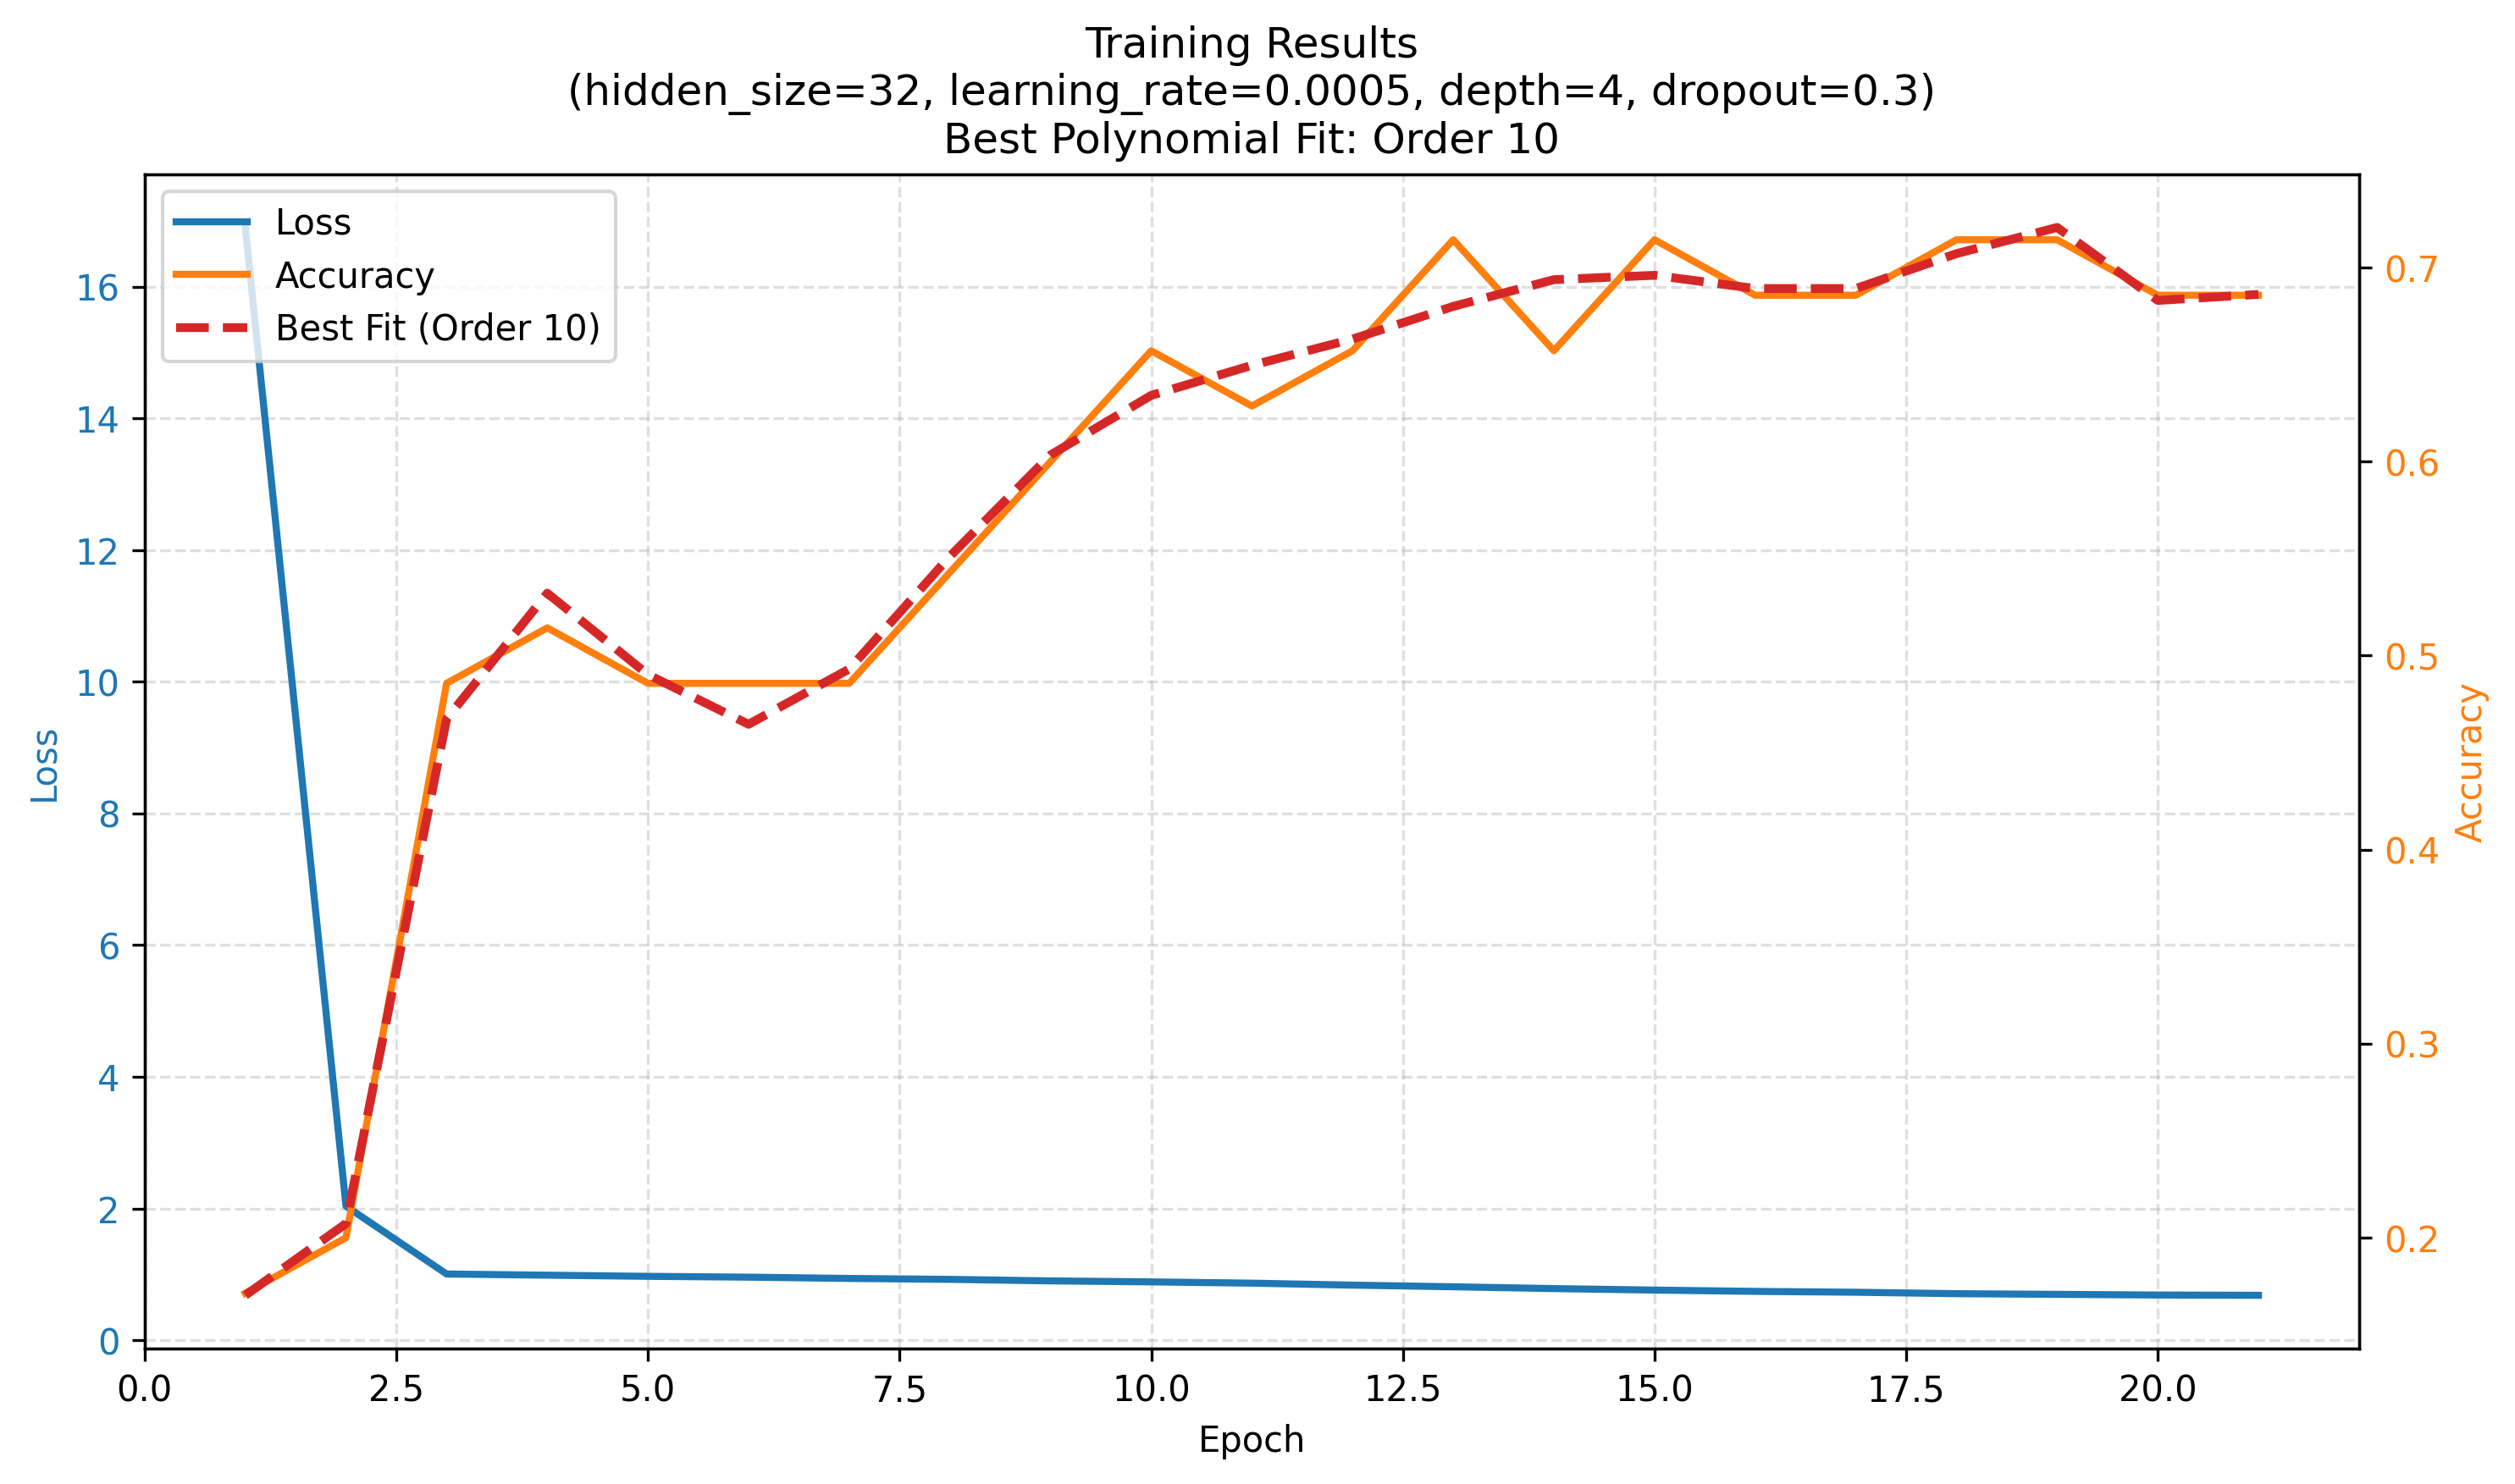 Training Results
(hidden_size=32, learning_rate=0.0005, depth=4, dropout=0.3)
Best Polynomial Fit: Order 10
Loss
Accuracy
Best Fit (Order 10)
16
14
12
10
8
6
4
2
0
Loss
0.7
0.6
0.5
0.4
0.3
0.2
Accuracy
0.0 2.5 5.0 7.5 10.0 12.5 15.0 17.5 20.0
Epoch